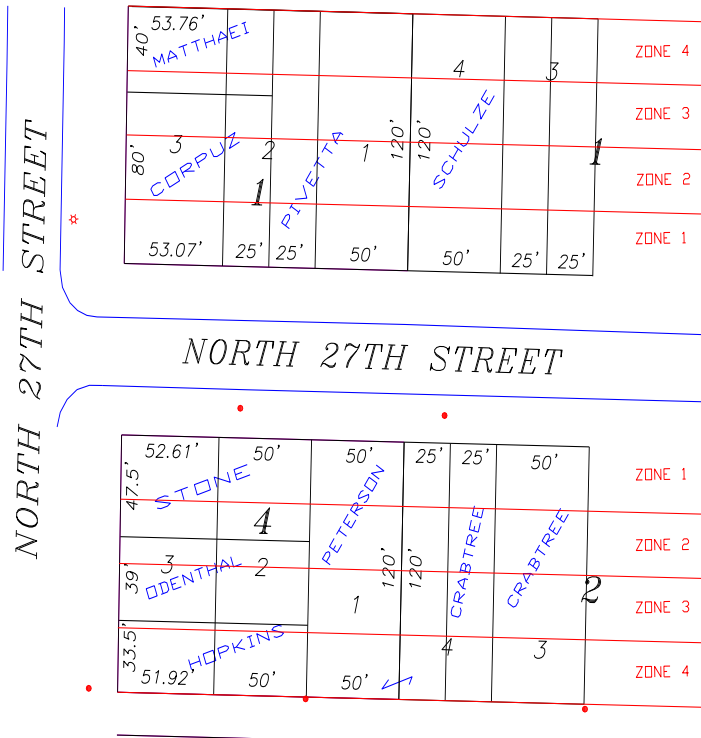 53.76'
40'
MATTHAEI
ZONE 4
4
3
ZONE 3
3
2
1
120'
120'
SCHULZE
1
80'
CORPUZ
PIVETTA
1
ZONE 2
ZONE 1
53.07'
25'
25'
50'
50'
25'
25'
NORTH 27TH STREET
NORTH 27TH STREET
52.61'
50'
50'
25'
25'
50'
47.5'
STONE
PETERSON
ZONE 1
4
CRABTREE
CRABTREE
ZONE 2
39'
3
ODENTHAL
2
120'
120'
2
1
ZONE 3
33.5'
HOPKINS
4
3
ZONE 4
51.92'
50'
50'